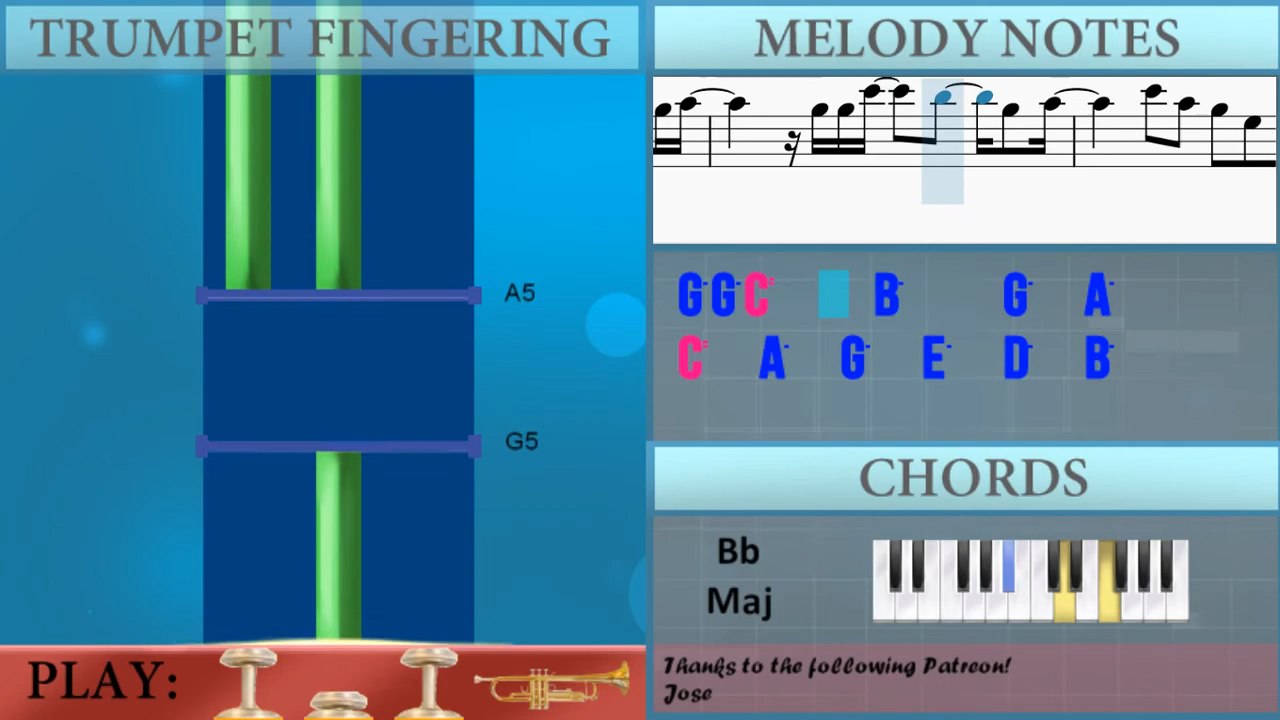 TRUMPET FINGERING
MELODY NOTES
A5
G5
G- G- C# B- G- A-
C# A- G- E- D- B-
CHORDS
Bb
Maj
PLAY:
Thanks to the following Patreon!
Jose